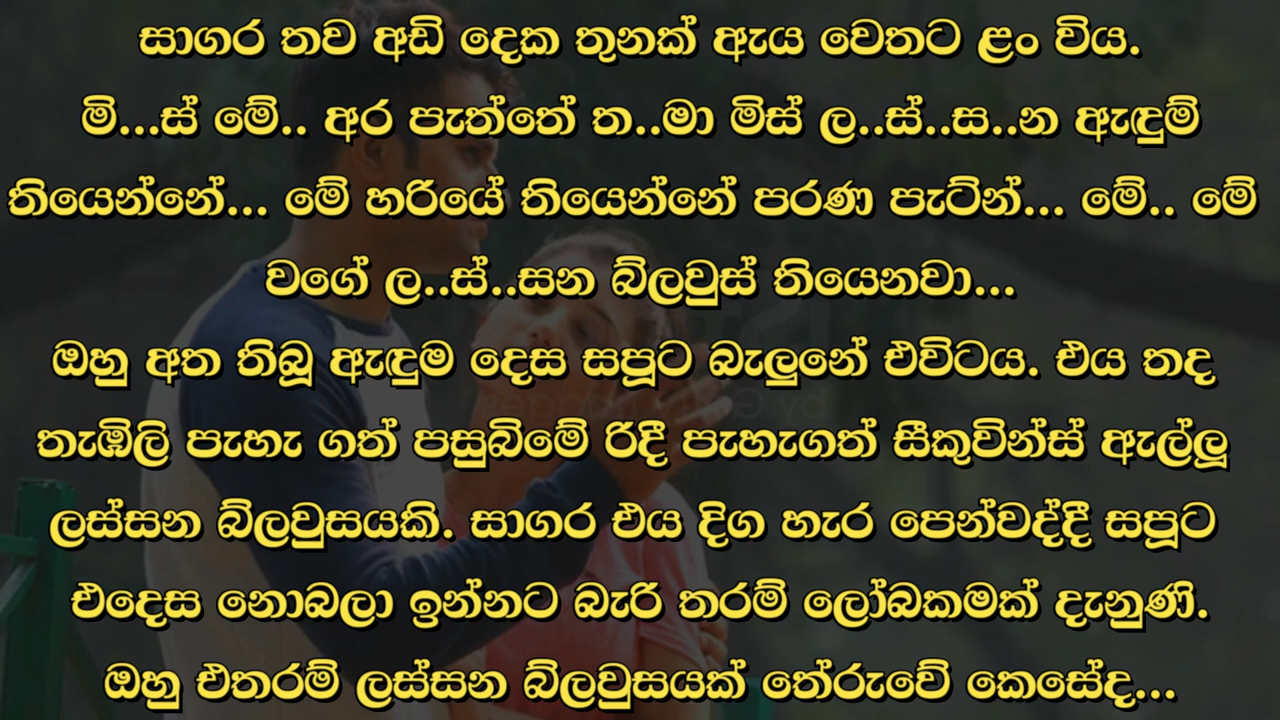 සාගර තව අඩි දෙක තුනක් ඇය වෙතට ළං විය.
මි...ස් මේ.. අර පැත්තේ ත..මා මිස් ල..ස්..ස..න ඇඳුම්
තියෙන්නේ... මේ හරියේ තියෙන්නේ පරණ පැටින්... මේ.. මේ
වගේ ල..ස්..සන බ්ලවුස් තියෙනවා...
ඔහු අත තිබූ ඇඳුම දෙස සපූට බැලුනේ එවිටය. එය තද
තැඹිලි පැහැ ගත් පසුබිමේ රිදී පැහැගත් සීකුවින්ස් ඇල්ලූ
ලස්සන බ්ලවුසයකි. සාගර එය දිග හැර පෙන්වද්දී සපූට
එදෙස නොබලා ඉන්නට බැරි තරම් ලෝබකමක් දැනුණි.
ඔහු එතරම් ලස්සන බ්ලවුසයක් තේරුවේ කෙසේද...